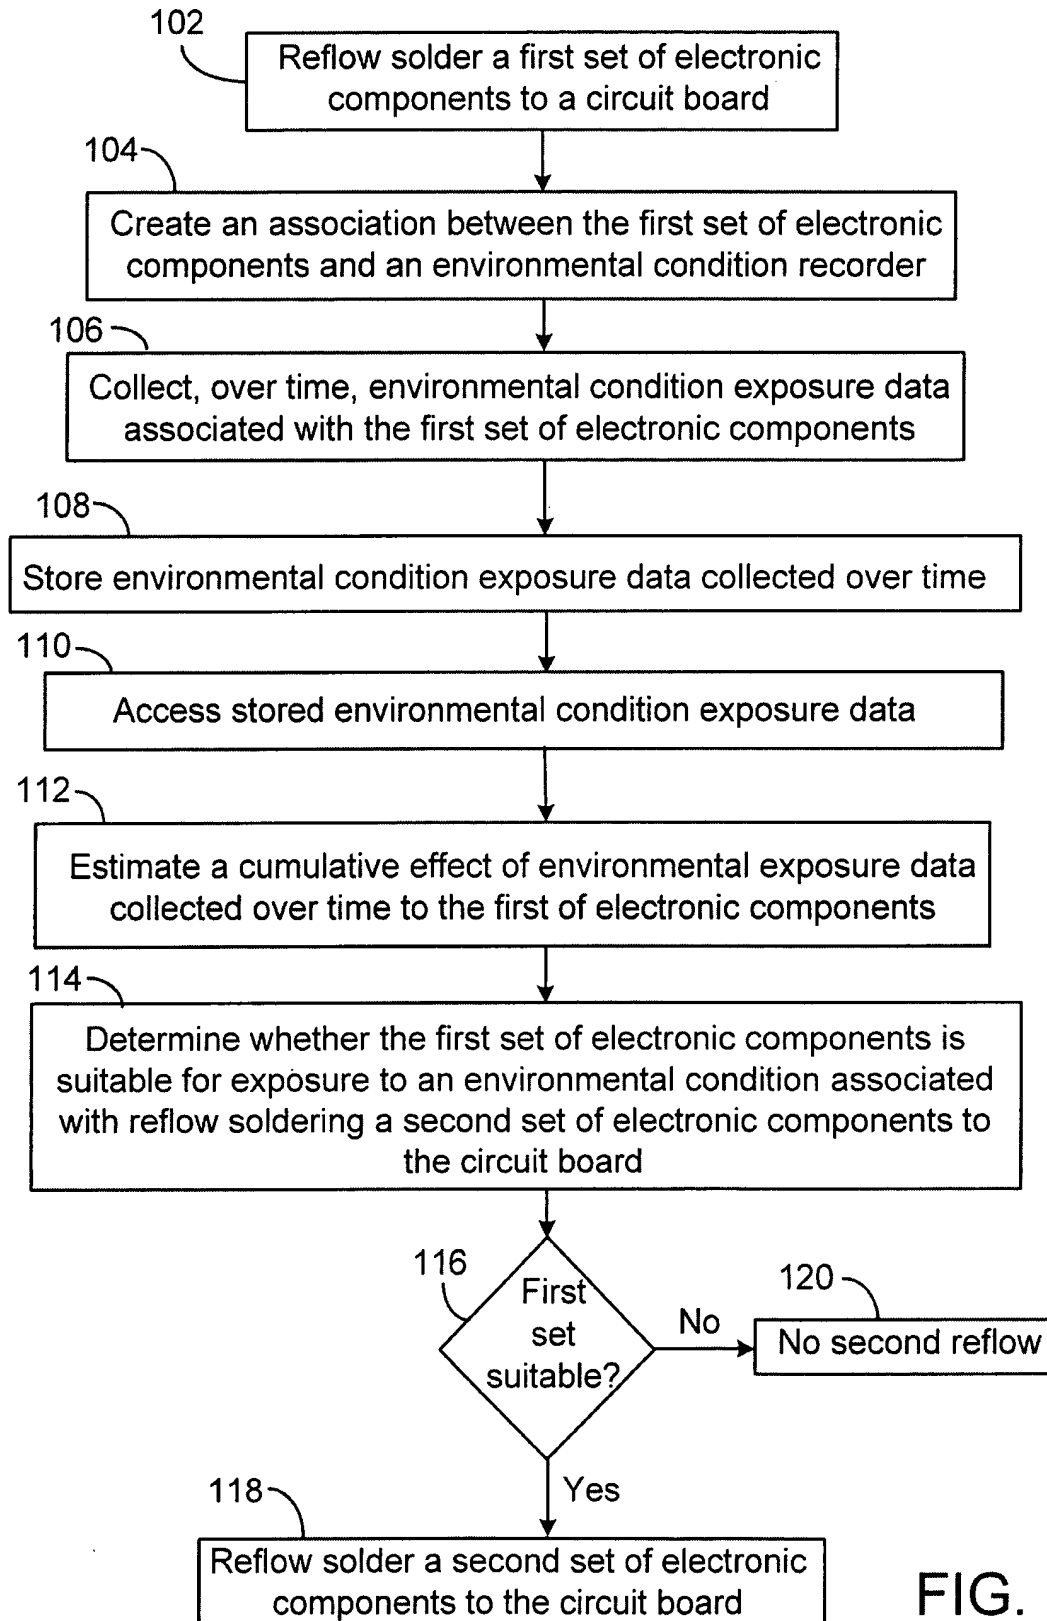 102
Reflow solder a first set of electronic
components to a circuit board
104
Create an association between the first set of electronic
components and an environmental condition recorder
106
Collect, over time, environmental condition exposure data
associated with the first set of electronic components
108
Store environmental condition exposure data collected over time
110
Access stored environmental condition exposure data
112
Estimate a cumulative effect of environmental exposure data
collected over time to the first of electronic components
114
Determine whether the first set of electronic components is
suitable for exposure to an environmental condition associated
with reflow soldering a second set of electronic components to
the circuit board
116
First
set
suitable?
No
120
No second reflow
Yes
118
Reflow solder a second set of electronic
components to the circuit board
FIG.